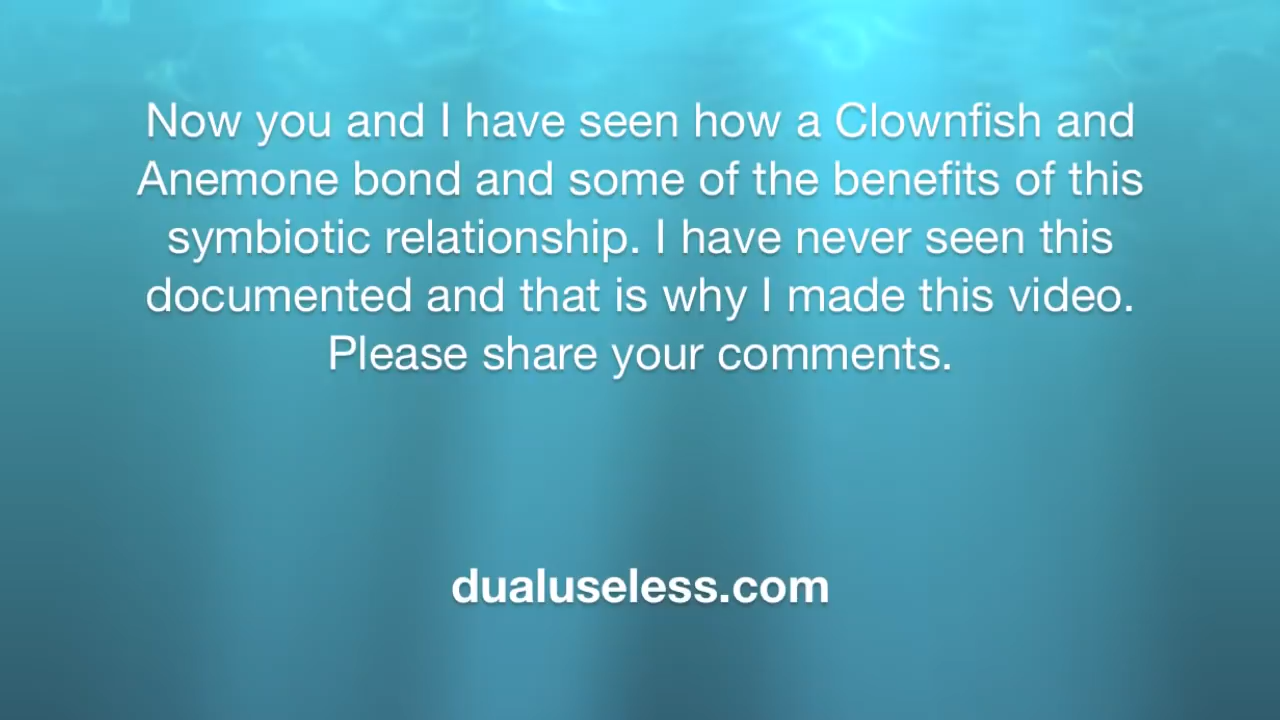 Now you and I have seen how a Clownfish and
Anemone bond and some of the benefits of this
symbiotic relationship. I have never seen this
documented and that is why I made this video.
Please share your comments.
dualuseless.com